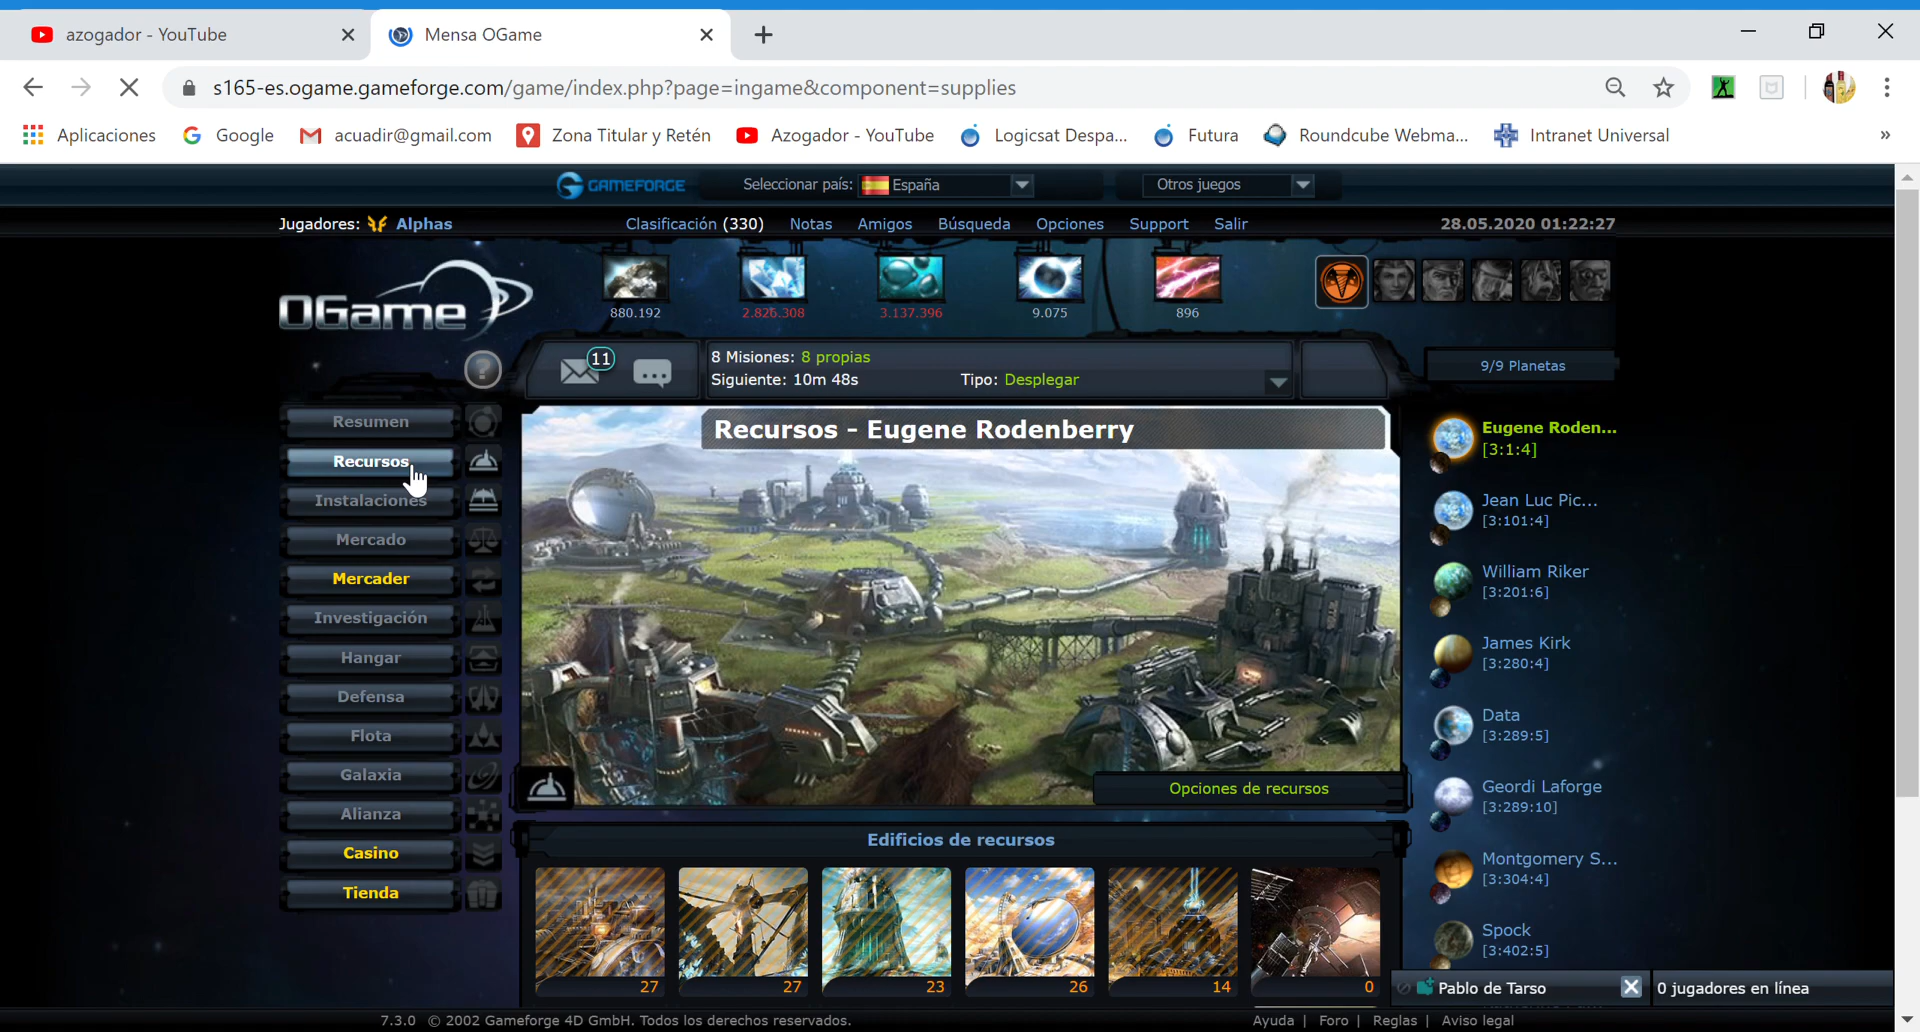 azogador - YouTube
Mensa OGame
s165-es.ogame.gameforge.com/game/index.php?page=ingame&component=supplies
Aplicaciones Google acuadir@gmail.com Zona Titular y Retén Azogador - YouTube Logicsat Despa... Futura Roundcube Webma... Intranet Universal »
GAMEFORGE Seleccionar país: España Otros juegos
Jugadores: Alphas Clasificación (330) Notas Amigos Búsqueda Opciones Support Salir 28.05.2020 01:22:27
OGame
880.192 2.826.308 3.137.396 9.075 896
?
11
8 Misiones: 8 propias
Siguiente: 10m 48s Tipo: Desplegar
9/9 Planetas
Resumen
Recursos
Instalaciones
Mercado
Mercader
Investigación
Hangar
Defensa
Flota
Galaxia
Alianza
Casino
Tienda
Recursos - Eugene Rodenberry
Opciones de recursos
Edificios de recursos
27 27 23 26 14 0
Eugene Roden...
[3:1:4]
Jean Luc Pic...
[3:101:4]
William Riker
[3:201:6]
James Kirk
[3:280:4]
Data
[3:289:5]
Geordi Laforge
[3:289:10]
Montgomery S...
[3:304:4]
Spock
[3:402:5]
Pablo de Tarso
0 jugadores en línea
7.3.0 © 2002 Gameforge 4D GmbH. Todos los derechos reservados.
Ayuda | Foro | Reglas | Aviso legal